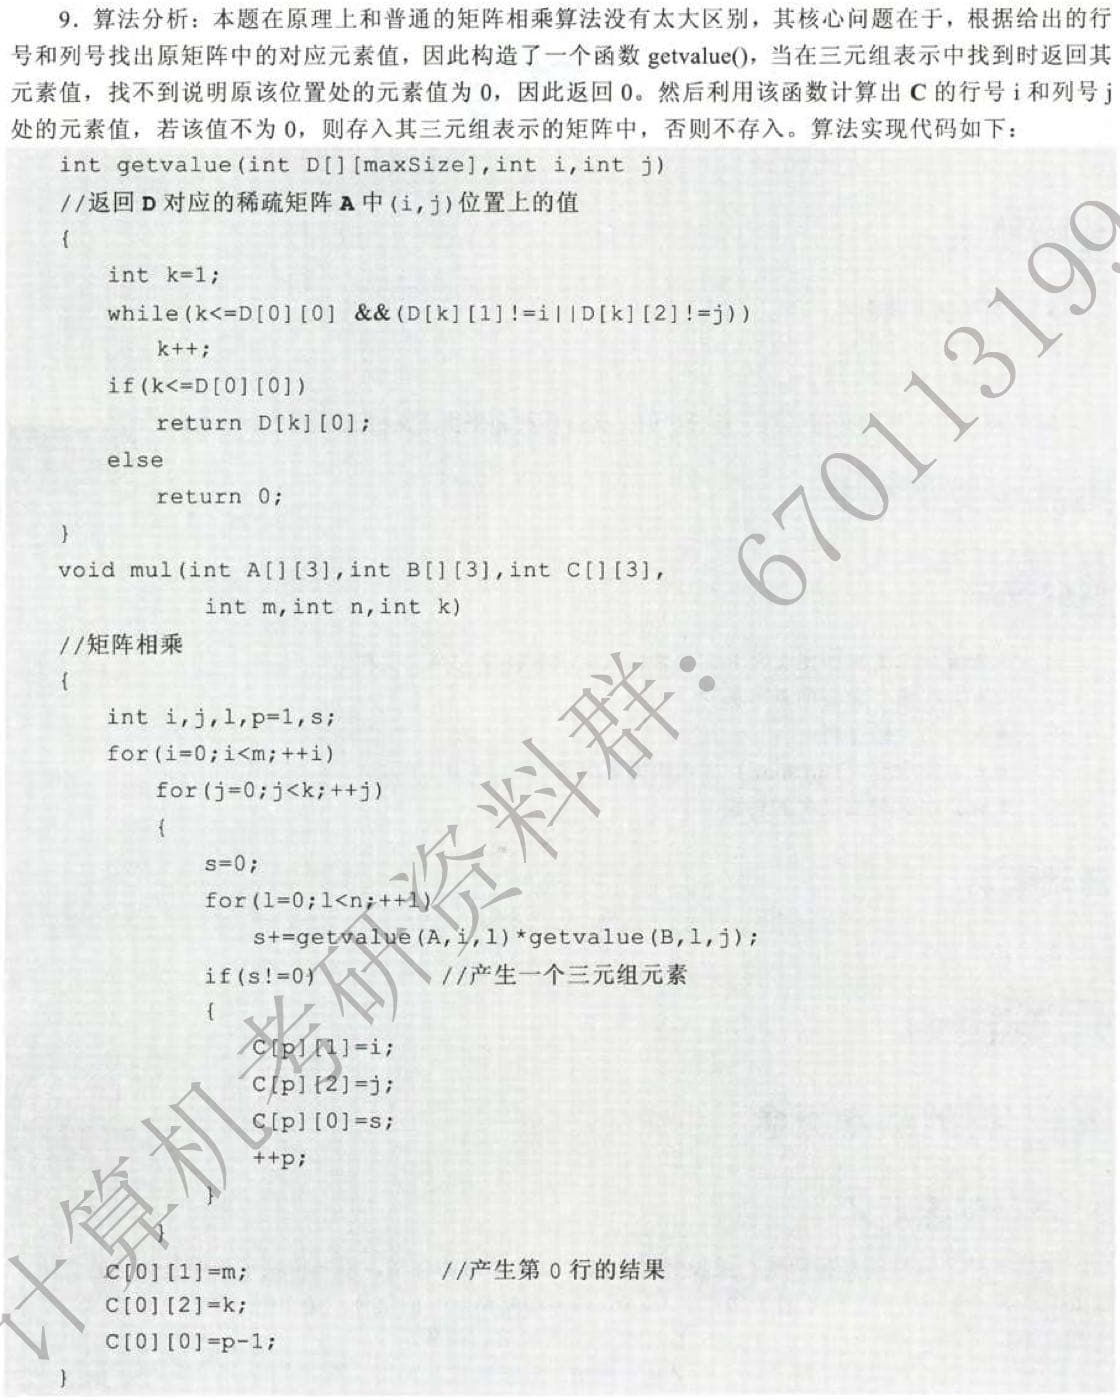 9．算法分析：本题在原理上和普通的矩阵相乘算法没有太大区别，其核心问题在于，根据给出的行
号和列号找出原矩阵中的对应元素值，因此构造了一个函数 getvalue()，当在三元组表示中找到时返回其
元素值，找不到说明原该位置处的元素值为 0，因此返回 0。然后利用该函数计算出 C 的行号 i 和列号 j
处的元素值，若该值不为 0，则存入其三元组表示的矩阵中，否则不存入。算法实现代码如下：
int getvalue(int D[][maxSize],int i,int j)
//返回 D 对应的稀疏矩阵 A 中(i,j)位置上的值
{
int k=1;
while(k<=D[0][0] &&(D[k][1]!=i||D[k][2]!=j))
k++;
if(k<=D[0][0])
return D[k][0];
else
return 0;
}
void mul(int A[][3],int B[][3],int C[][3],
int m,int n,int k)
//矩阵相乘
{
int i,j,l,p=1,s;
for(i=0;i<m;++i)
for(j=0;j<k;++j)
{
s=0;
for(l=0;l<n;++l)
s+=getvalue(A,i,l)*getvalue(B,l,j);
if(s!=0) //产生一个三元组元素
{
C[p][1]=i;
C[p][2]=j;
C[p][0]=s;
++p;
}
}
C[0][1]=m; //产生第 0 行的结果
C[0][2]=k;
C[0][0]=p-1;
}
计算机考研资料群：670113199